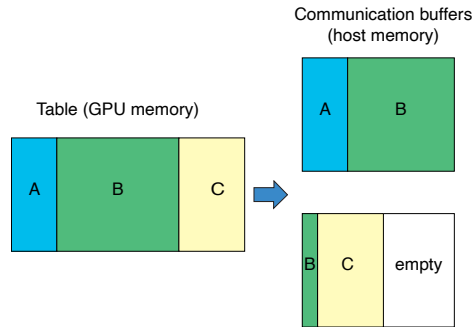 Communication buffers
(host memory)
Table (GPU memory)
A B
A B C
B C empty